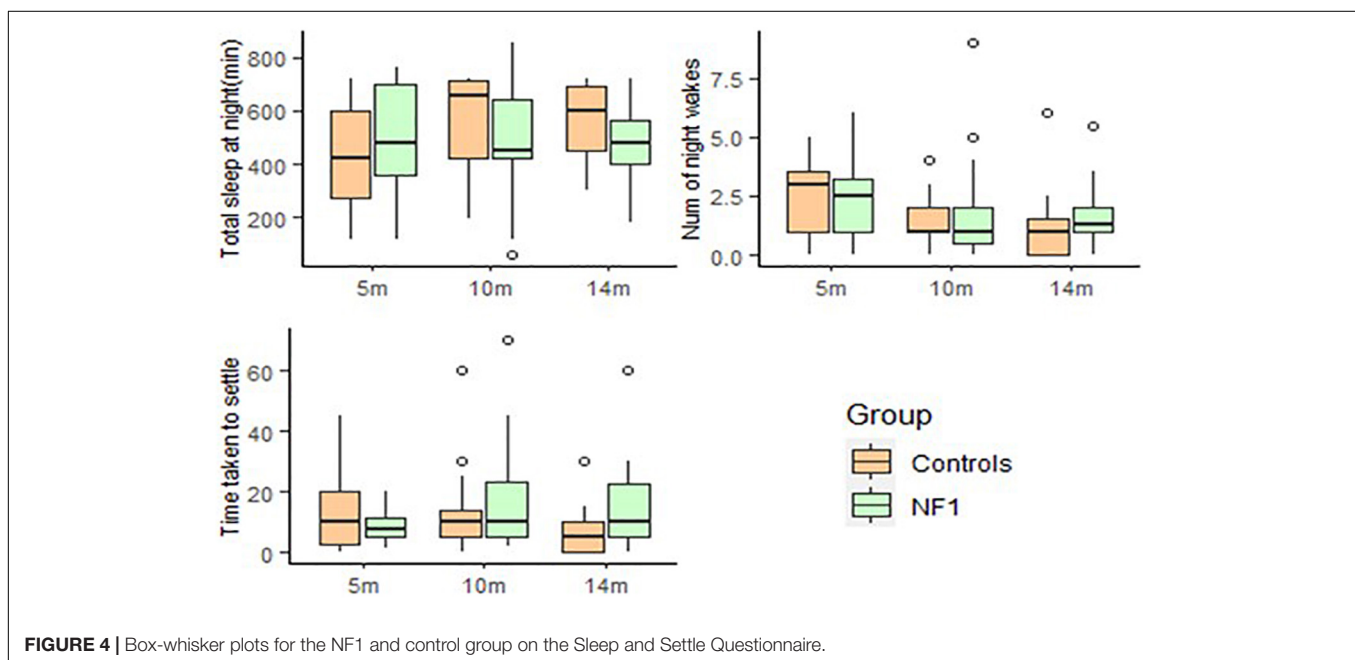 Total sleep at night(min)
800
600
400
200
5m 10m 14m
Num of night wakes
7.5
5.0
2.5
0.0
5m 10m 14m
Time taken to settle
60
40
20
0
5m 10m 14m
Group
Controls
NF1
FIGURE 4 | Box-whisker plots for the NF1 and control group on the Sleep and Settle Questionnaire.